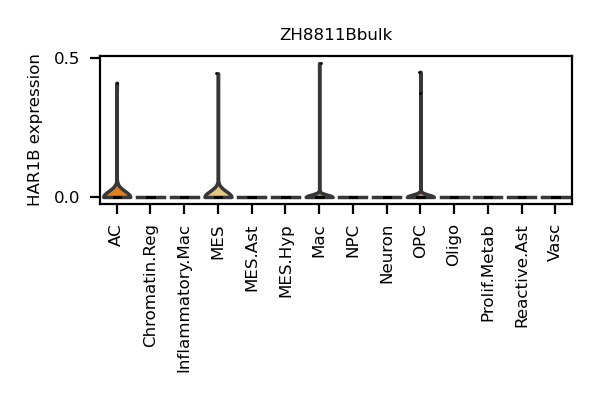 ZH8811Bbulk
HAR1B expression
0.5
0.0
AC
Chromatin.Reg
Inflammatory.Mac
MES
MES.Ast
MES.Hyp
Mac
NPC
Neuron
OPC
Oligo
Prolif.Metab
Reactive.Ast
Vasc